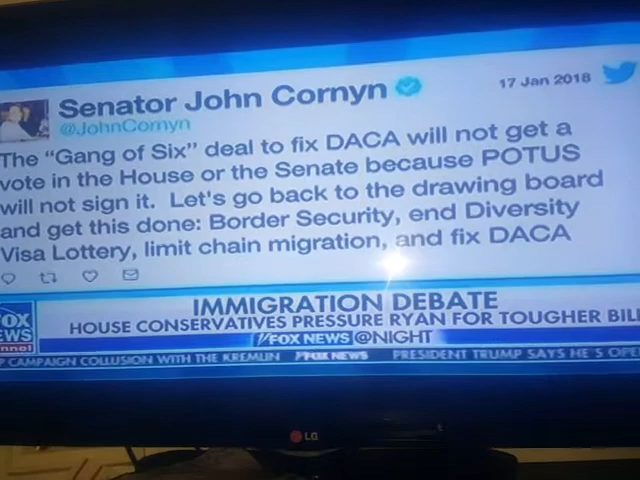 Senator John Cornyn
17 Jan 2018
@JohnCornyn
The "Gang of Six" deal to fix DACA will not get a
vote in the House or the Senate because POTUS
will not sign it. Let's go back to the drawing board
and get this done: Border Security, end Diversity
Visa Lottery, limit chain migration, and fix DACA
IMMIGRATION DEBATE
HOUSE CONSERVATIVES PRESSURE RYAN FOR TOUGHER BILL
FOX
NEWS
FOX NEWS @NIGHT
P CAMPAIGN COLLUSION WITH THE KREMLIN FOX NEWS PRESIDENT TRUMP SAYS HE'S OPE
LG